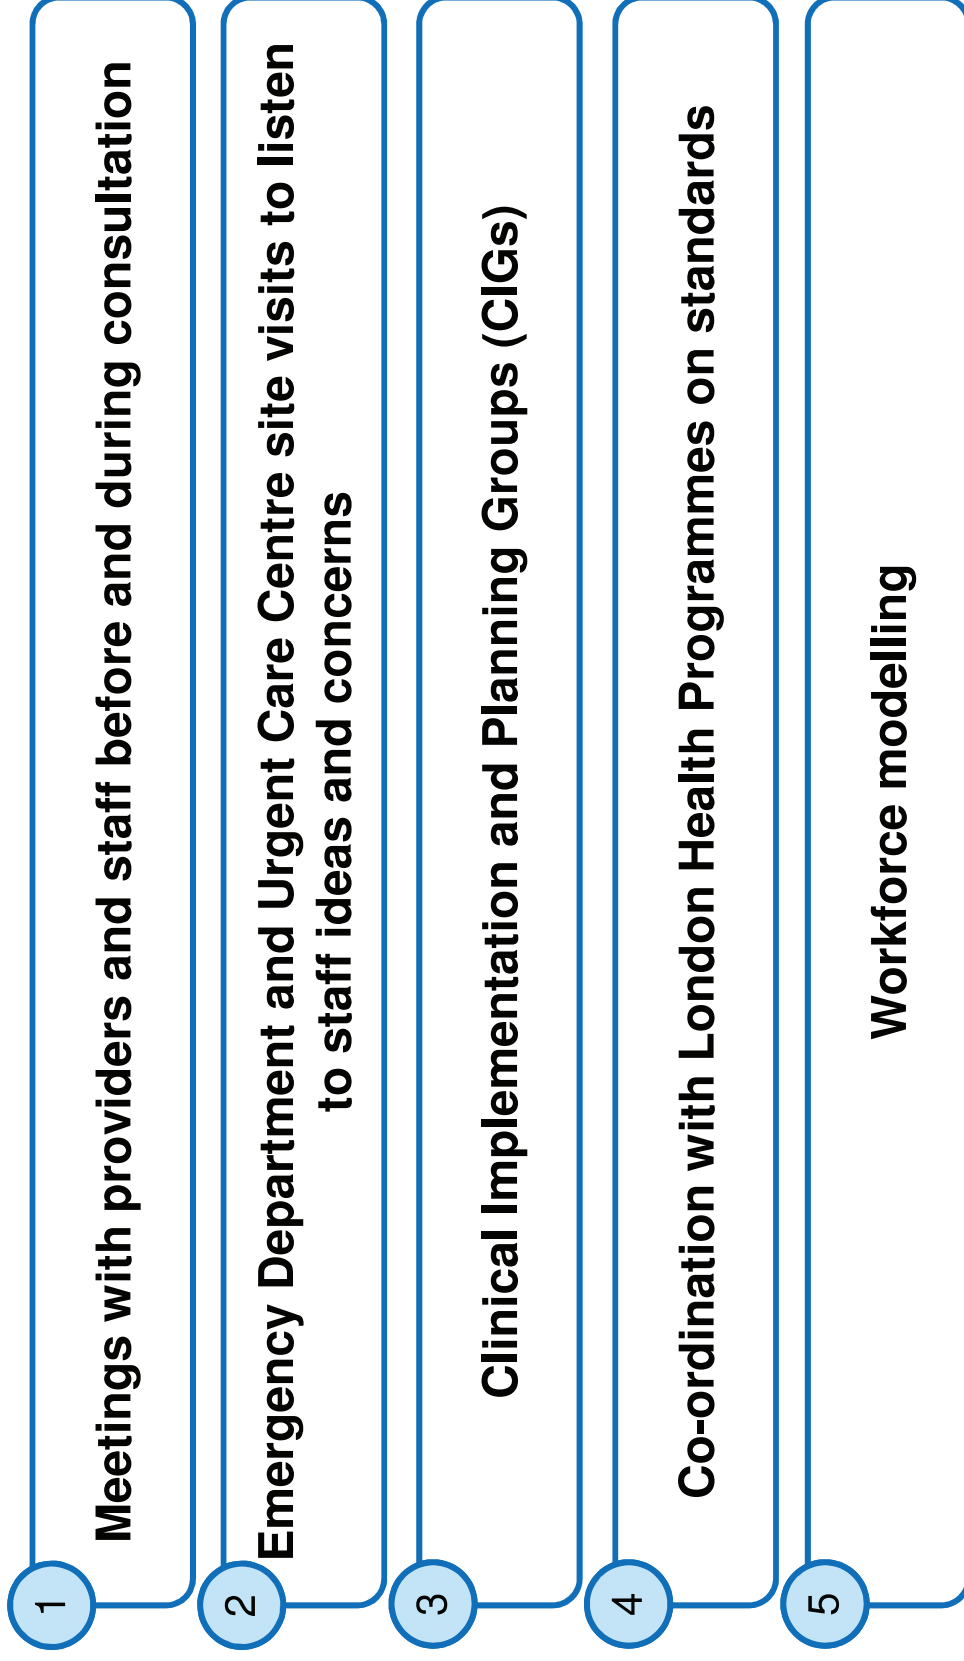 1
Meetings with providers and staff before and during consultation
2
Emergency Department and Urgent Care Centre site visits to listen
to staff ideas and concerns
3
Clinical Implementation and Planning Groups (CIGs)
4
Co-ordination with London Health Programmes on standards
5
Workforce modelling